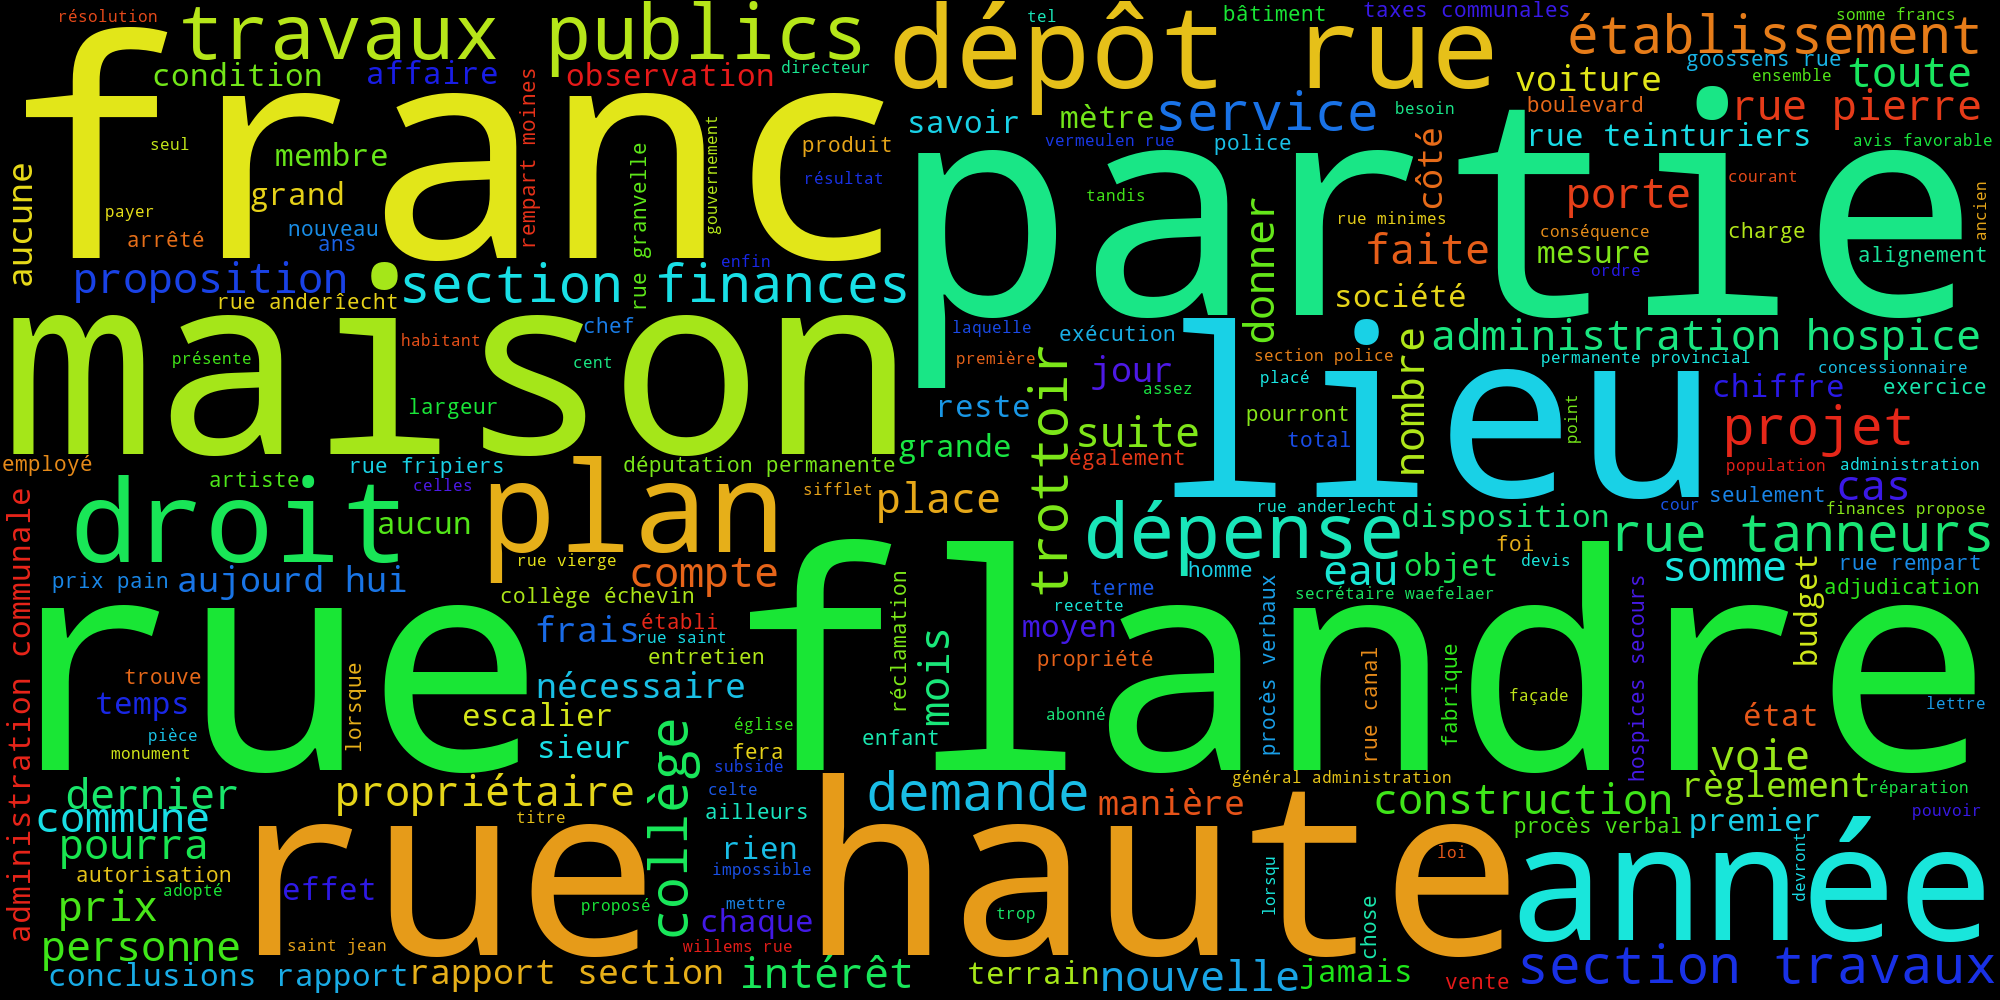 résolution
travaux publics
dépôt rue
tel
bâtiment
taxes communales
somme francs
établissement
franc
condition
affaire
observation
directeur
goossens rue
voiture
ensemble
toute
rempart moines
savoir
mètre
service
besoin
boulevard
rue pierre
partie
seul
membre
gouvernement
produit
vermeulen rue
police
côté
rue teinturiers
avis favorable
aucune
grand
rue granvelle
résultat
tandis
porte
courant
payer
arrêté
nouveau
ans
donner
rue minimes
faite
conséquence
mesure
ordre
charge
ancien
alignement
proposition
section finances
enfin
société
rue anderîecht
maison
habitant
chef
laquelle
exécution
lieu
nombre
administration hospice
présente
cent
première
trottoir
jour
section police
permanente provincial
concessionnaire
placé
assez
chiffre
exercice
largeur
reste
pourront
point
projet
grande
suite
total
également
employé
rue fripiers
députation permanente
population
administration
artiste
celles
sifflet
place
seulement
cas
administration communale
droit
aucun
plan
rue anderlecht
cour
finances propose
dépense
disposition
rue tanneurs
foi
rue vierge
prix pain
aujourd hui
compte
homme
eau
objet
devis
somme
rue rempart
collège échevin
réclamation
terme
secrétaire waefelaer
budget
adjudication
recette
rue flandre
frais
établi
rue saint
mois
moyen
procès verbaux
hospices secours
entretien
propriété
rue canal
fabrique
trouve
temps
lorsque
nécessaire
façade
lettre
escalier
église
abonné
état
pièce
monument
sieur
fera
enfant
voie
collège
subside
général administration
dernier
propriétaire
celte
demande
manière
construction
règlement
réparation
commune
titre
ailleurs
procès verbal
premier
pouvoir
pourra
rue haute
rien
loi
année
autorisation
adopté
effet
impossible
lorsqu
devront
prix
proposé
mettre
chaque
trop
chose
personne
saint jean
willems rue
conclusions rapport
rapport section
intérêt
terrain
nouvelle
jamais
vente
section travaux